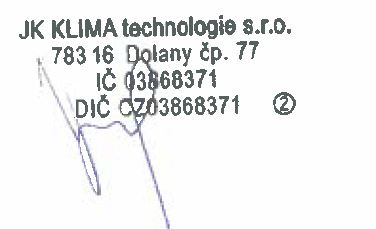 JK KLIMA technologie s.r.o.
783 16 Dolany čp. 77
IČ 03868371
DIČ CZ03868371 ②